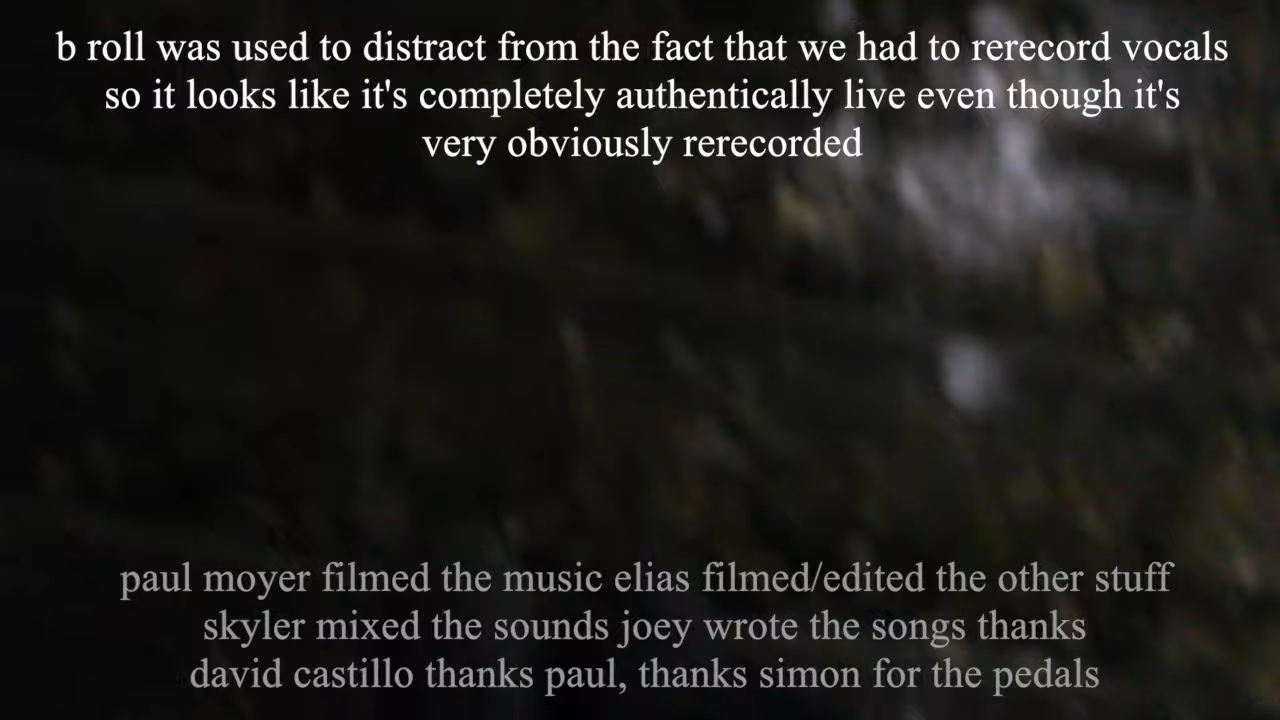 b roll was used to distract from the fact that we had to rerecord vocals
so it looks like it's completely authentically live even though it's
very obviously rerecorded
paul moyer filmed the music elias filmed/edited the other stuff
skyler mixed the sounds joey wrote the songs thanks
david castillo thanks paul, thanks simon for the pedals